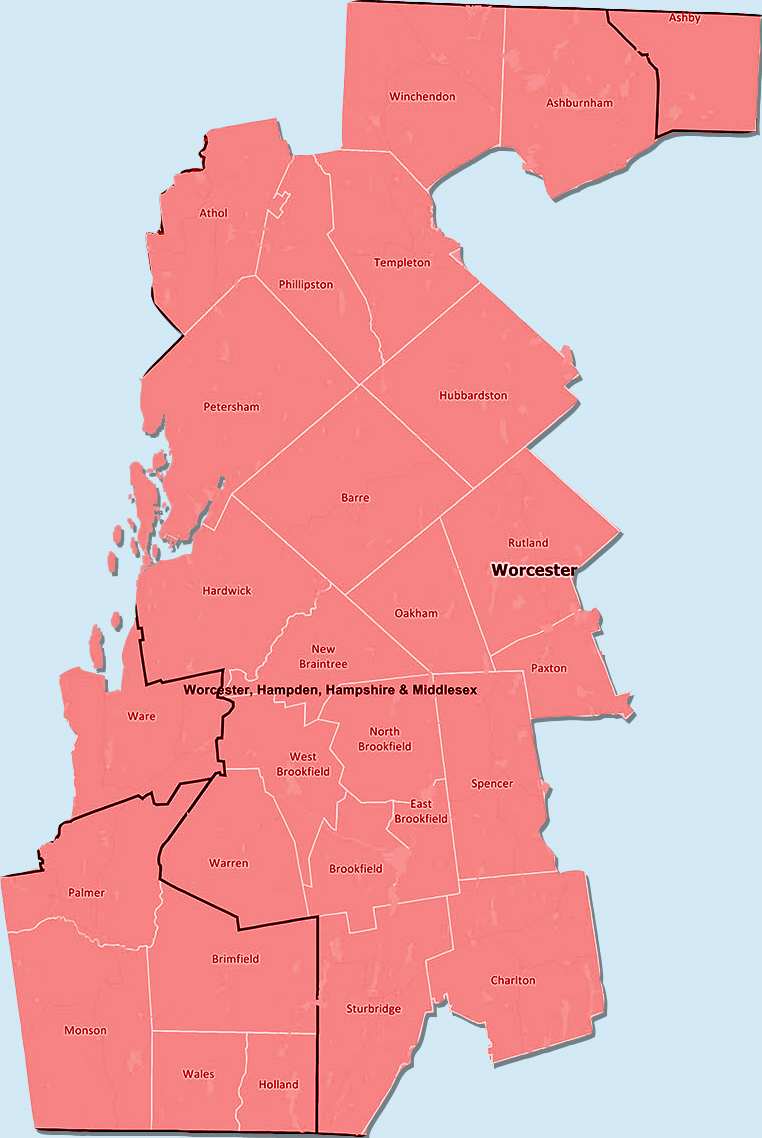 Ashby
Winchendon
Ashburnham
Athol
Templeton
Phillipston
Hubbardston
Petersham
Barre
Rutland
Worcester
Hardwick
Oakham
New
Braintree
Paxton
Worcester, Hampden, Hampshire & Middlesex
Ware
North
Brookfield
West
Brookfield
Spencer
East
Brookfield
Warren
Brookfield
Palmer
Brimfield
Charlton
Sturbridge
Monson
Wales
Holland